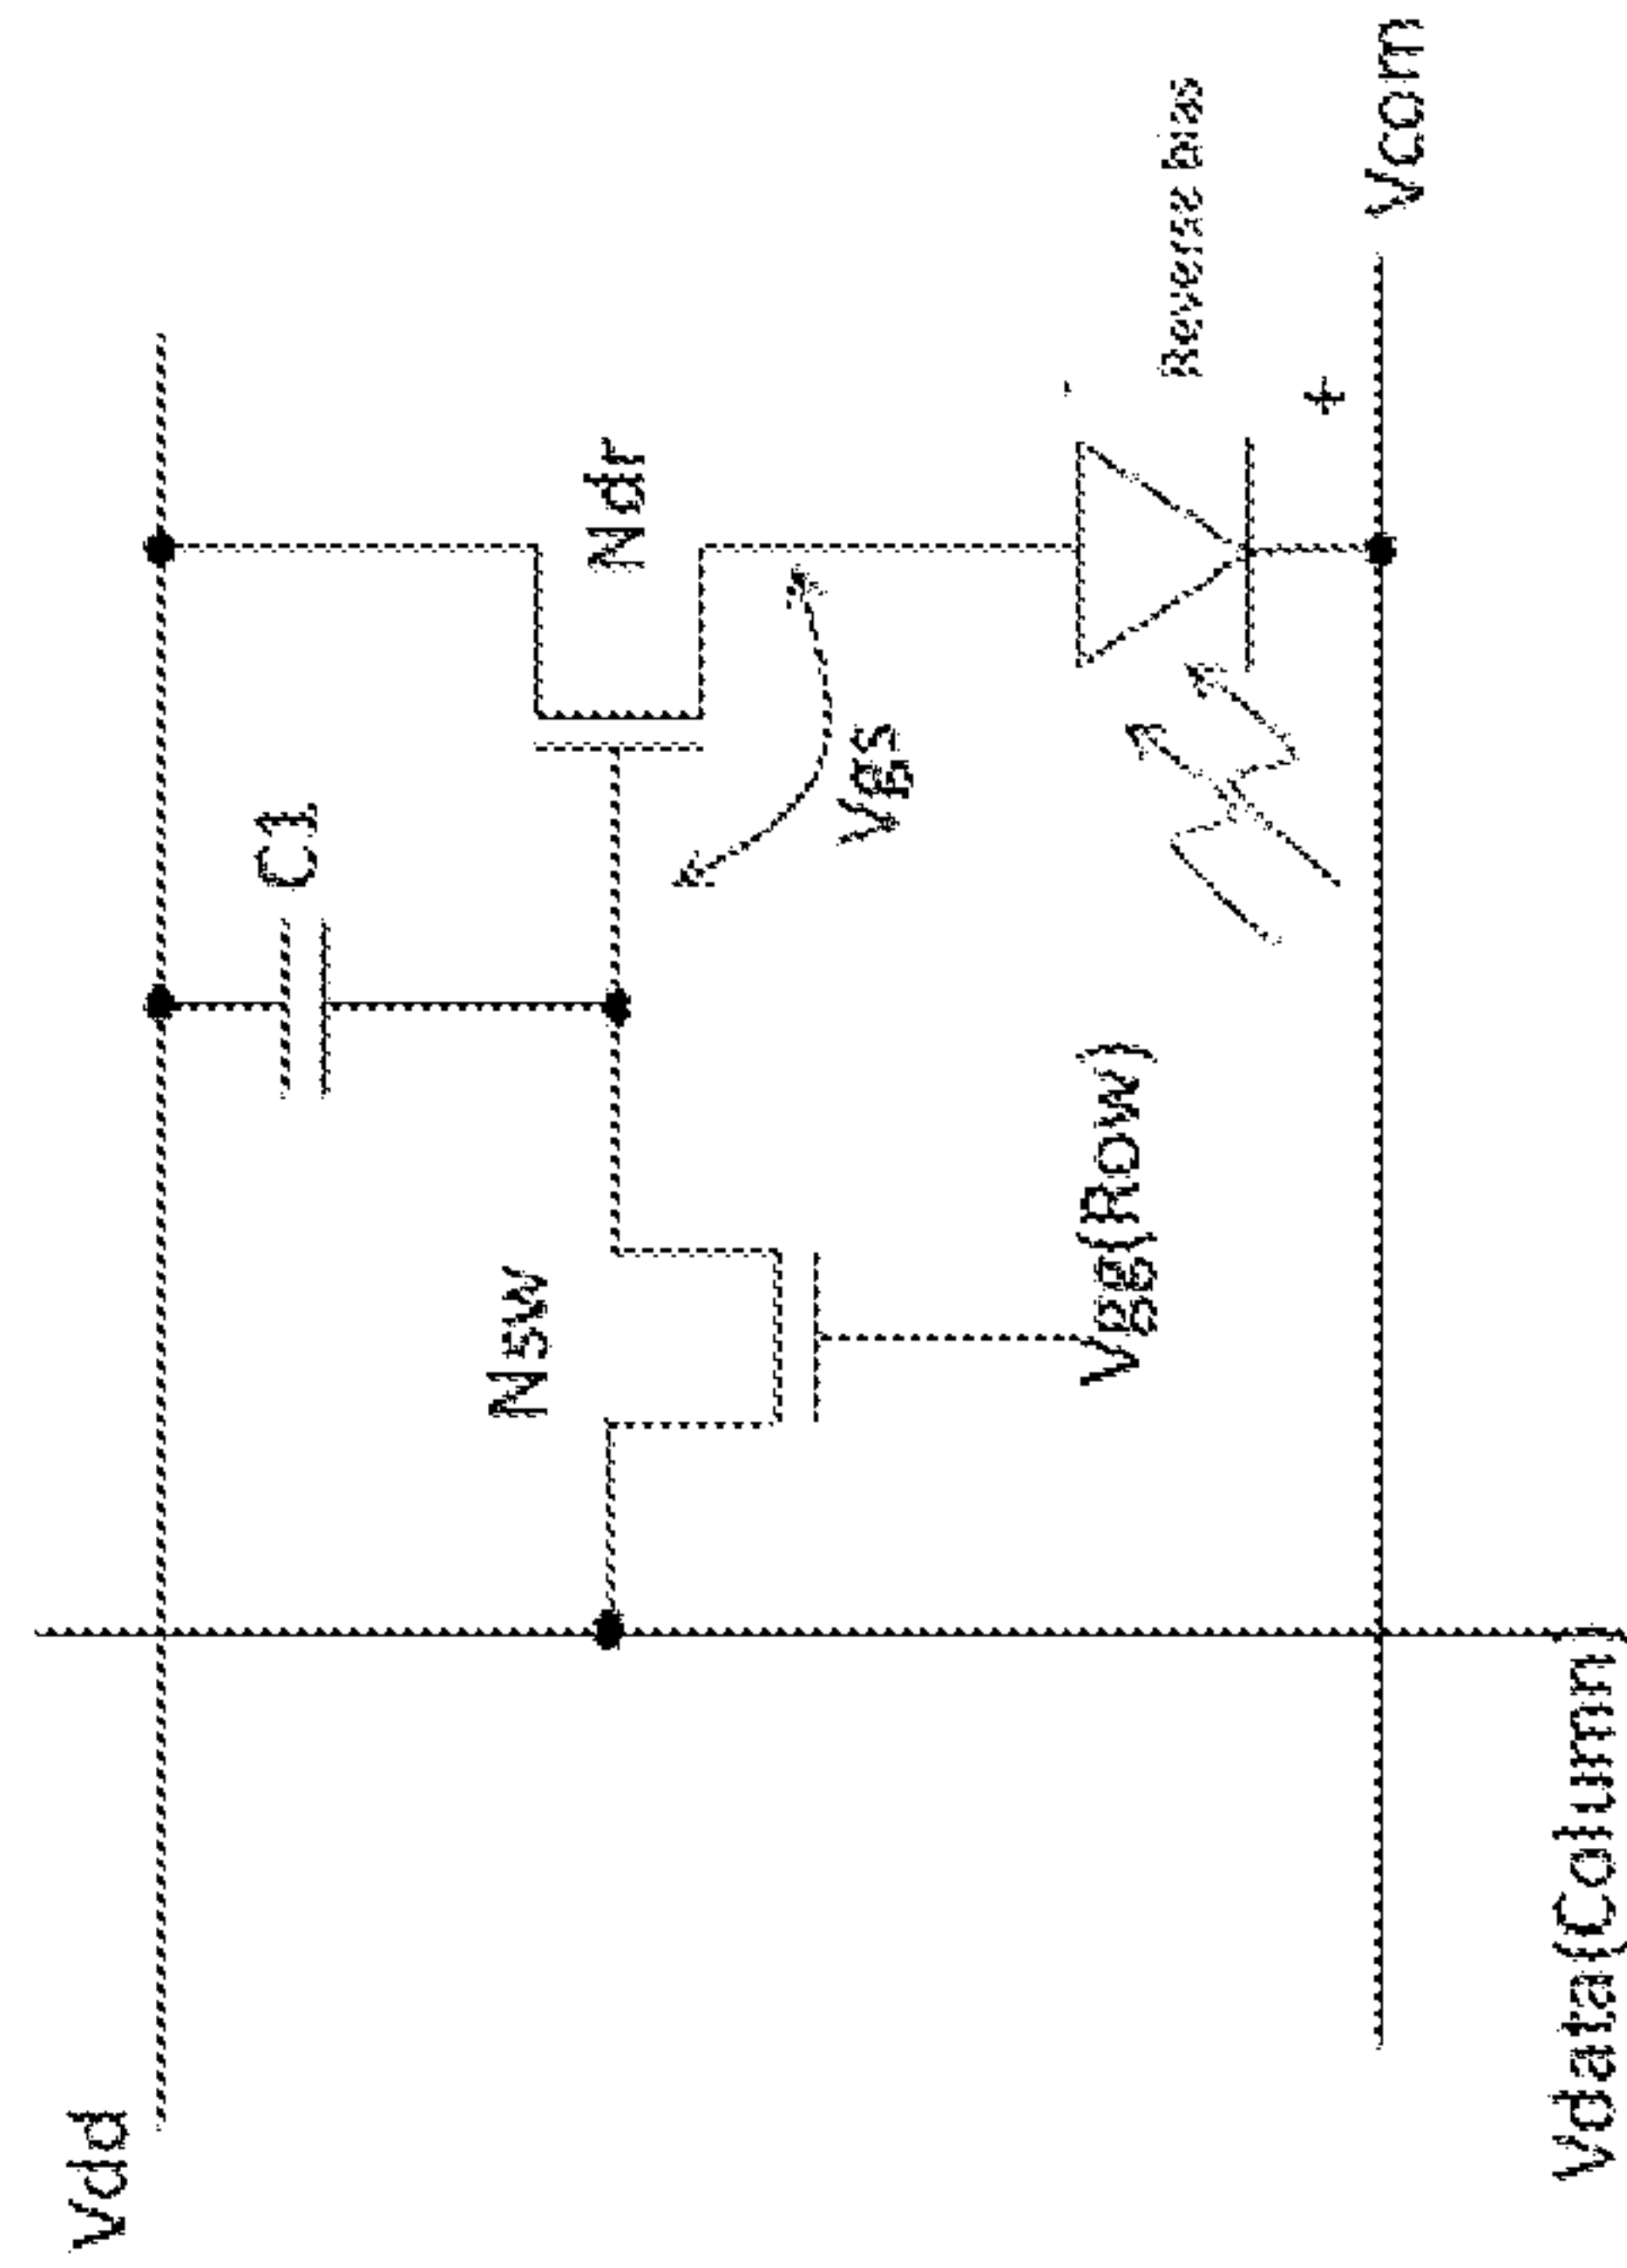 Vdd
C1
Nsw
Ndr
Vgs
Vgg(Row)
-
Reverse Bias
+
Vcom
Vdata(Column)